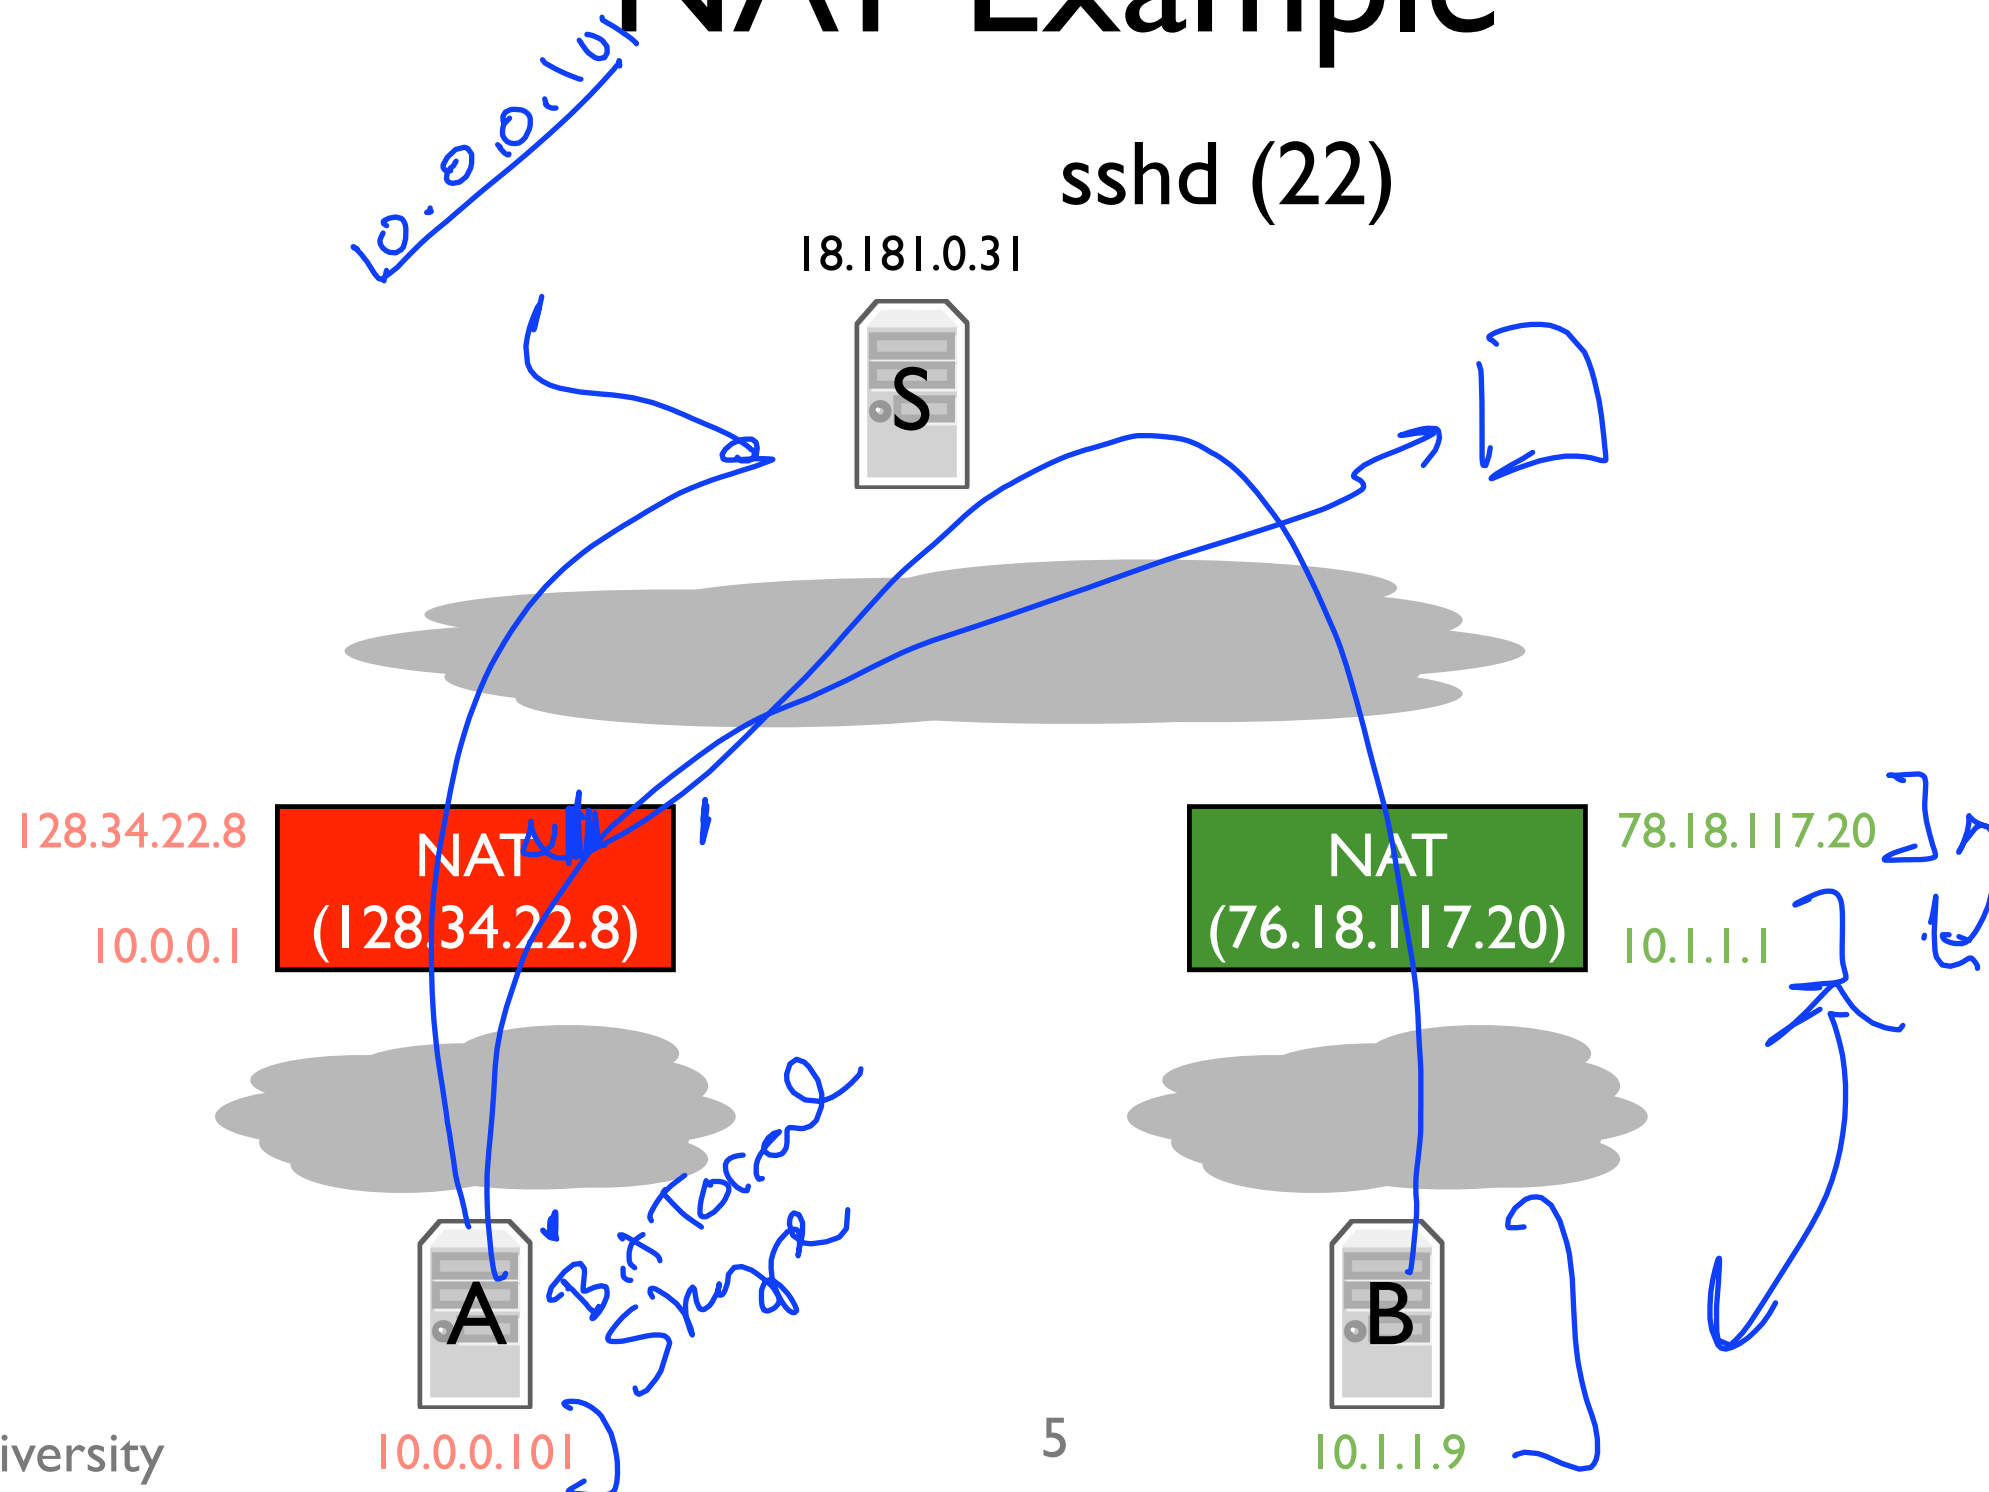 NAT Example
10.0.0.101
sshd (22)
18.181.0.31
S
128.34.22.8
NAT
(128.34.22.8)
10.0.0.1
NAT
(76.18.117.20)
78.18.117.20
10.1.1.1
Bit Torrent
A
B
10.0.0.101
10.1.1.9
iversity
5